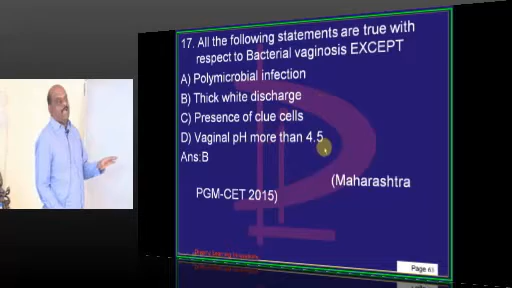 17. All the following statements are true with
respect to Bacterial vaginosis EXCEPT
A) Polymicrobial infection
B) Thick white discharge
C) Presence of clue cells
D) Vaginal pH more than 4.5
Ans:B
(Maharashtra
PGM-CET 2015)
Page 63